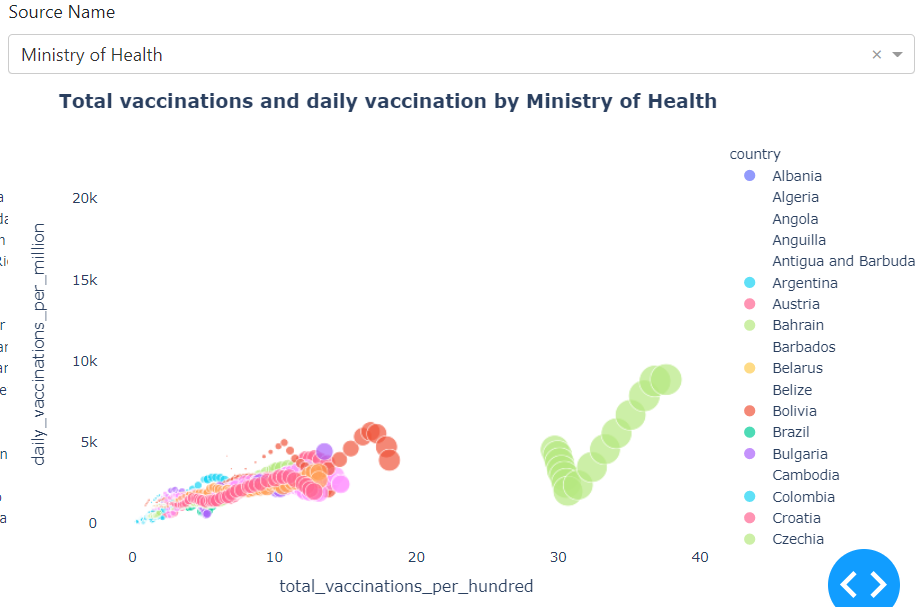 Source Name
Ministry of Health
Total vaccinations and daily vaccination by Ministry of Health
country
Albania
Algeria
Angola
Anguilla
Antigua and Barbuda
Argentina
Austria
Bahrain
Barbados
Belarus
Belize
Bolivia
Brazil
Bulgaria
Cambodia
Colombia
Croatia
Czechia
daily_vaccinations_per_million
20k
15k
10k
5k
0
0 10 20 30 40
total_vaccinations_per_hundred